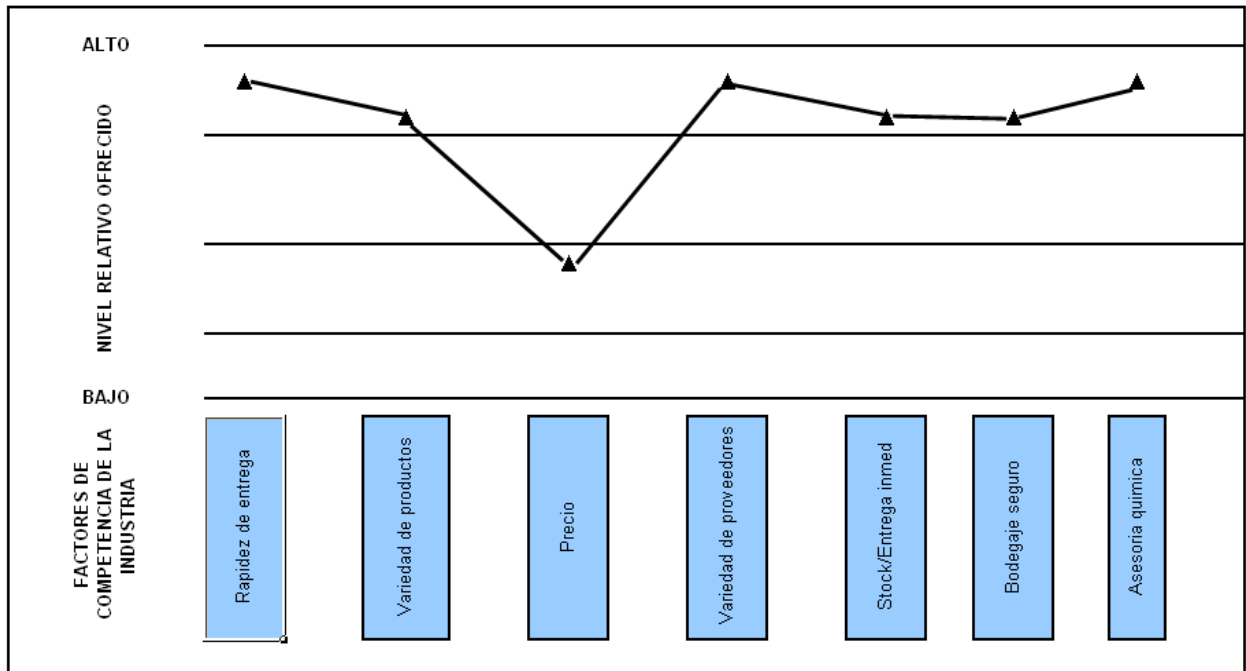 ALTO
NIVEL RELATIVO OFRECIDO
BAJO
FACTORES DE
COMPETENCIA DE LA
INDUSTRIA
Rapidez de entrega
Variedad de productos
Precio
Variedad de proveedores
Stock/Entrega inmed
Bodegaje seguro
Asesoria quimica